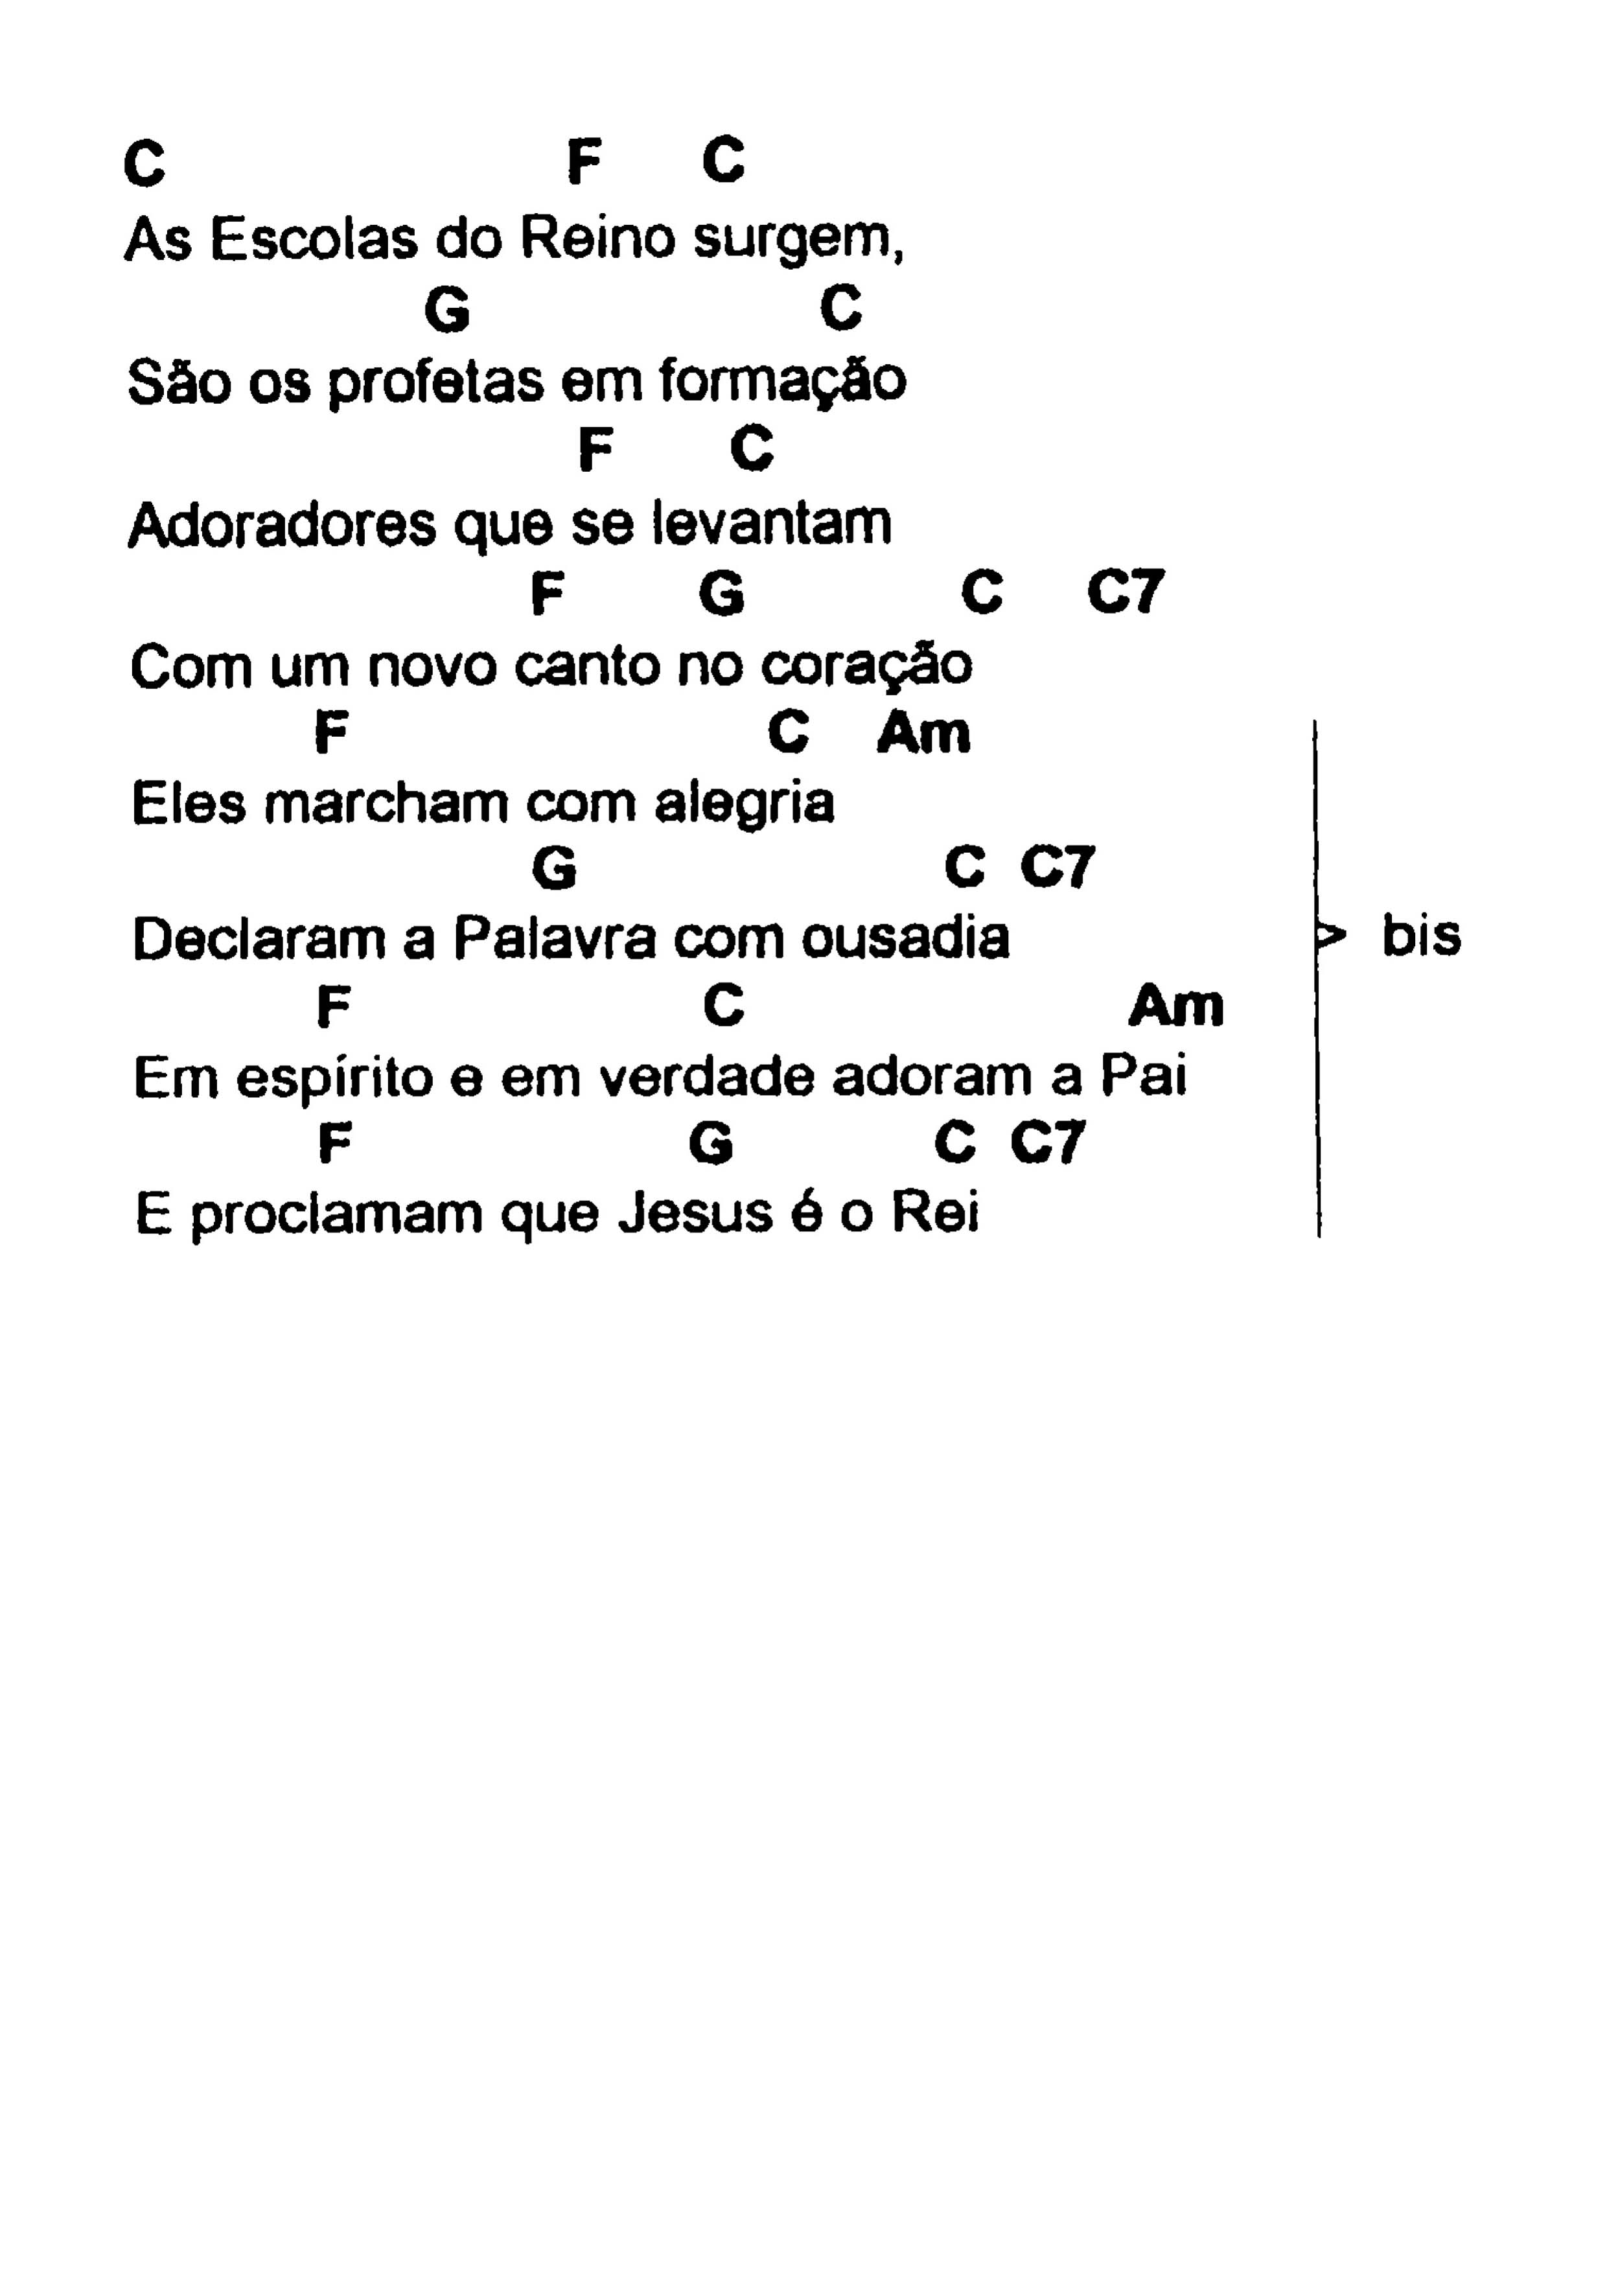 C F C
As Escolas do Reino surgem,
G C
São os profetas em formação
F C
Adoradores que se levantam
F G C C7
Com um novo canto no coração
F C Am
Eles marcham com alegria
G C C7
Declaram a Palavra com ousadia
> bis
F C Am
Em espírito e em verdade adoram a Pai
F G C C7
E proclamam que Jesus é o Rei